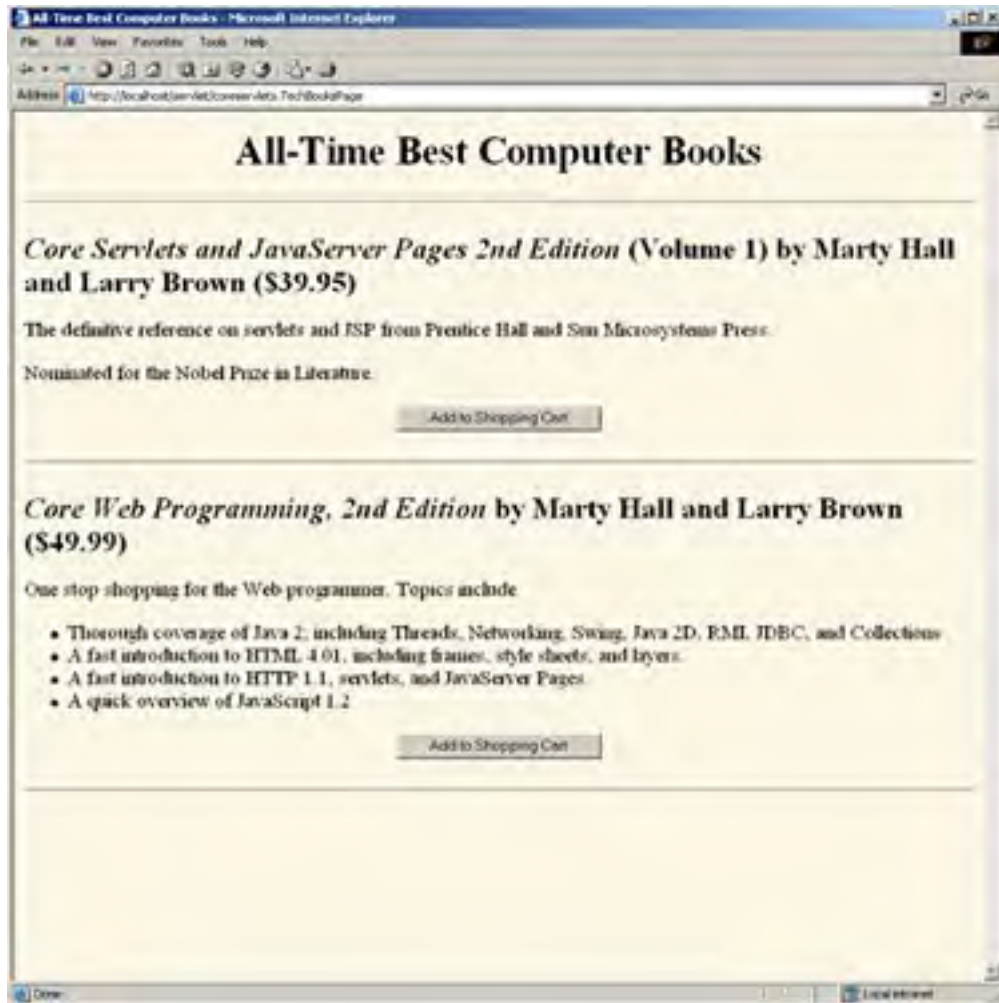 All-Time Best Computer Books - Microsoft Internet Explorer
File Edit View Favorites Tools Help
Address http://localhost/servlet/coreservlets.TechBooksPage Go
All-Time Best Computer Books
Core Servlets and JavaServer Pages 2nd Edition (Volume 1) by Marty Hall
and Larry Brown ($39.95)
The definitive reference on servlets and JSP from Prentice Hall and Sun Microsystems Press.
Nominated for the Nobel Prize in Literature.
Add to Shopping Cart
Core Web Programming, 2nd Edition by Marty Hall and Larry Brown
($49.99)
One stop shopping for the Web programmer. Topics include
• Thorough coverage of Java 2; including Threads, Networking, Swing, Java 2D, RMI, JDBC, and Collections
• A fast introduction to HTML 4.01, including frames, style sheets, and layers.
• A fast introduction to HTTP 1.1, servlets, and JavaServer Pages.
• A quick overview of JavaScript 1.2
Add to Shopping Cart
Done
Local intranet